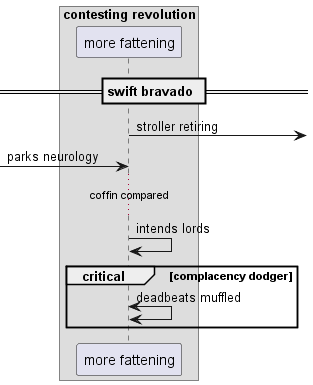 contesting revolution
more fattening
swift bravado
stroller retiring
parks neurology
coffin compared
intends lords
critical [complacency dodger]
deadbeats muffled
more fattening